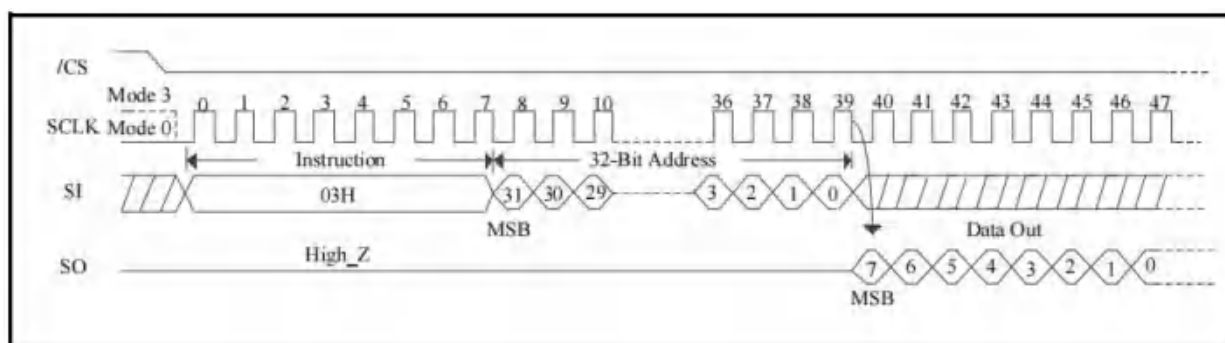 /CS
Mode 3
0 1 2 3 4 5 6 7 8 9 10 36 37 38 39 40 41 42 43 44 45 46 47
SCLK Mode 0
Instruction 32-Bit Address
SI 03H 31 30 29 3 2 1 0
MSB Data Out
High_Z
SO 7 6 5 4 3 2 1 0
MSB